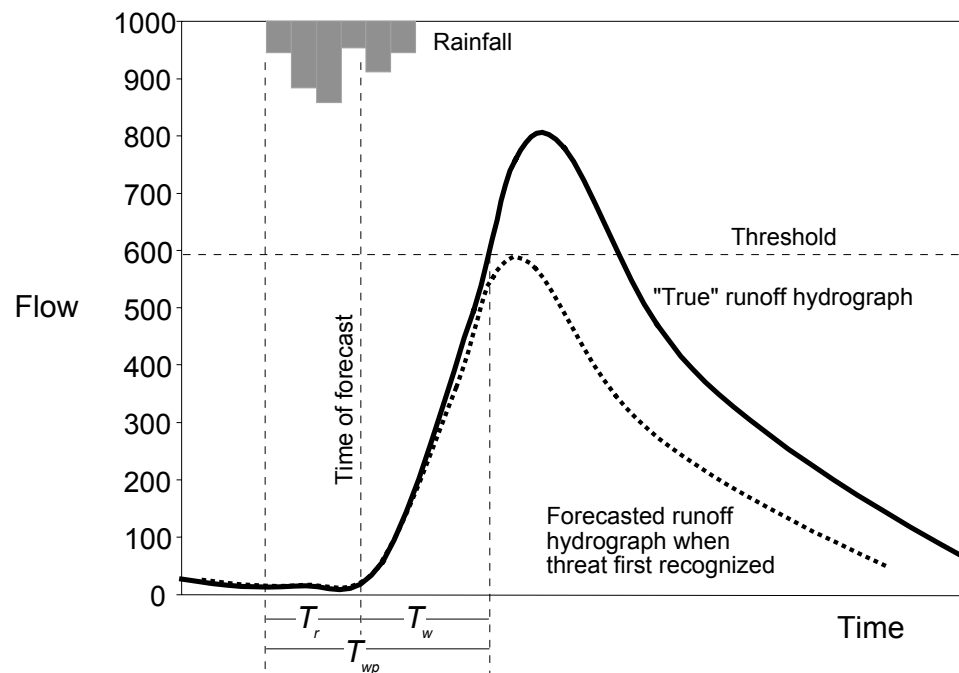 1000
Rainfall
900
800
700
Threshold
600
Flow
"True" runoff hydrograph
500
Time of forecast
400
300
200
Forecasted runoff
hydrograph when
threat first recognized
100
0
Tr
Tw
Time
Twp